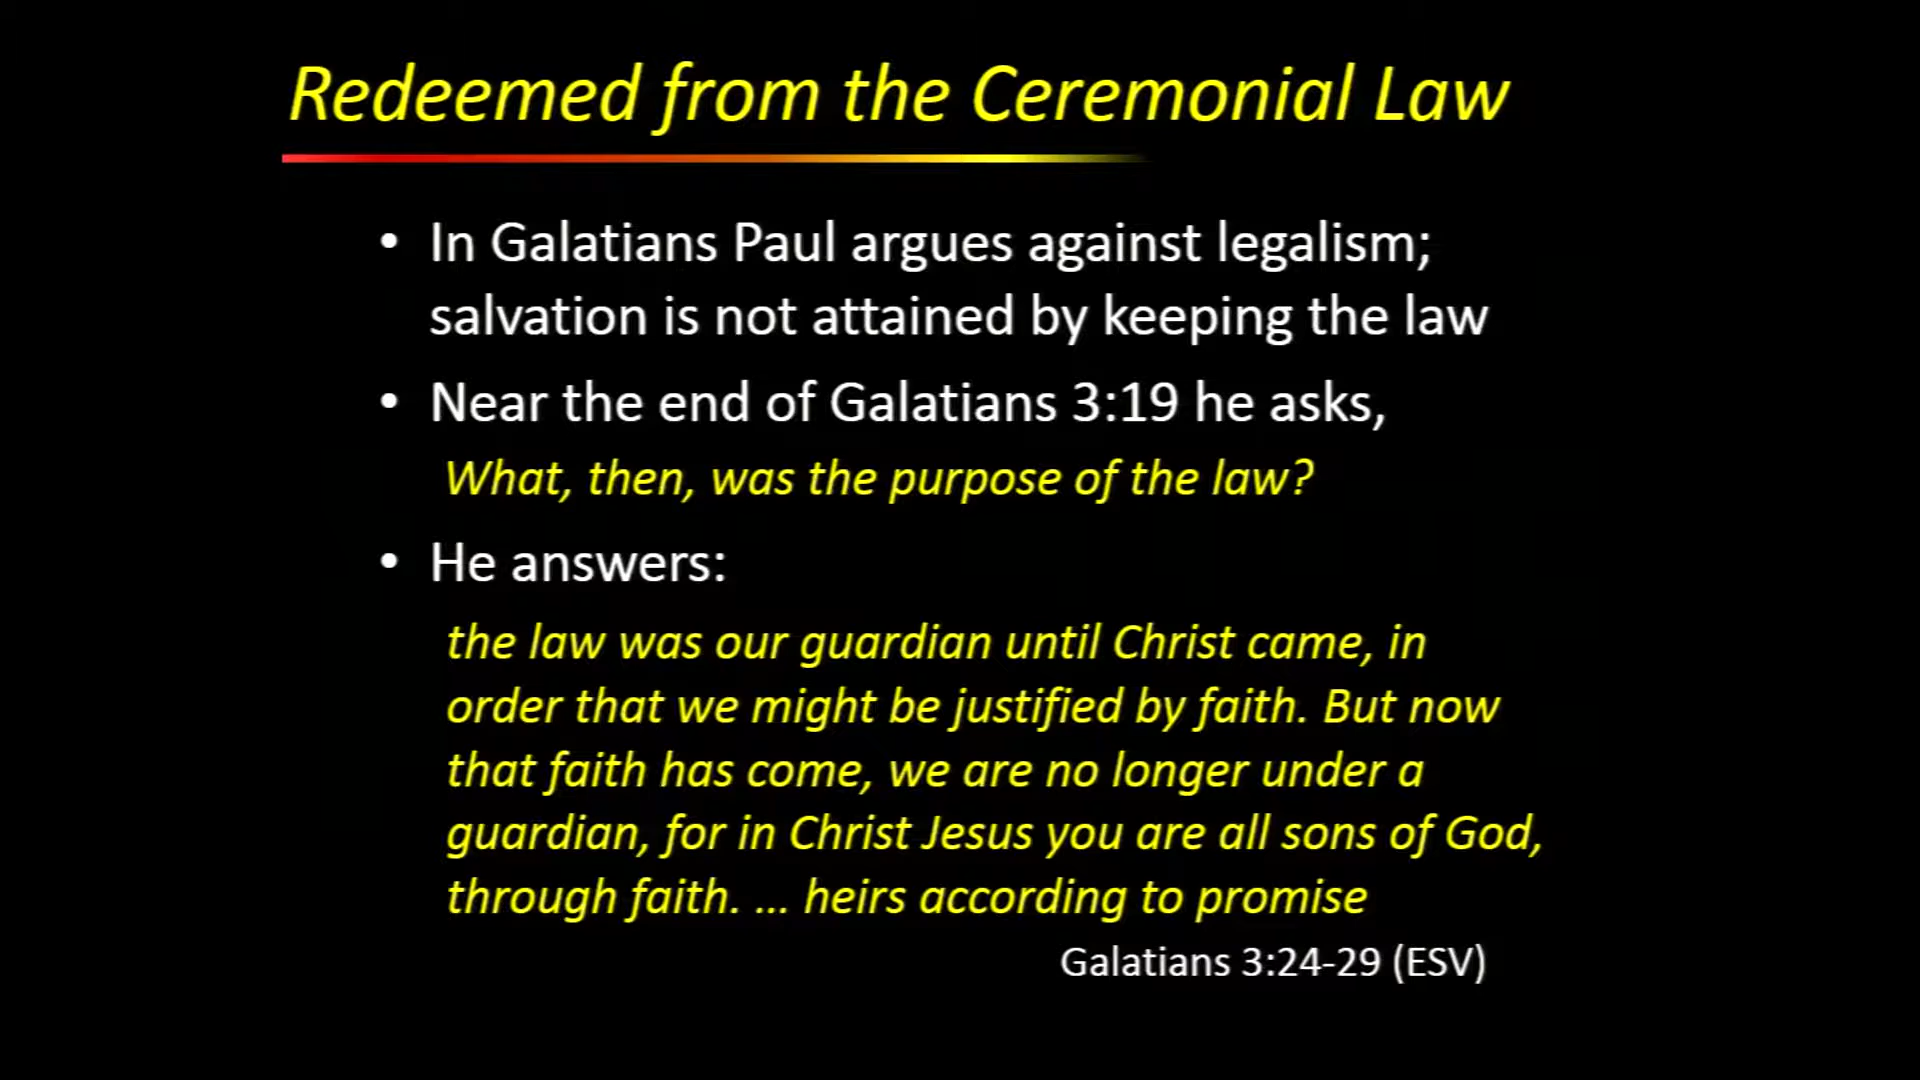 Redeemed from the Ceremonial Law
• In Galatians Paul argues against legalism;
salvation is not attained by keeping the law
• Near the end of Galatians 3:19 he asks,
What, then, was the purpose of the law?
• He answers:
the law was our guardian until Christ came, in
order that we might be justified by faith. But now
that faith has come, we are no longer under a
guardian, for in Christ Jesus you are all sons of God,
through faith. ... heirs according to promise
Galatians 3:24-29 (ESV)